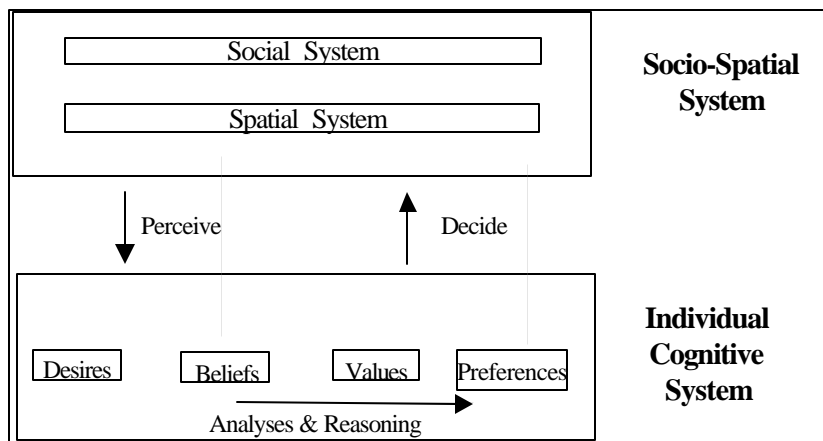 Social System
Socio-Spatial
System
Spatial System
Perceive
Decide
Individual
Cognitive
System
Desires
Beliefs
Values
Preferences
Analyses & Reasoning